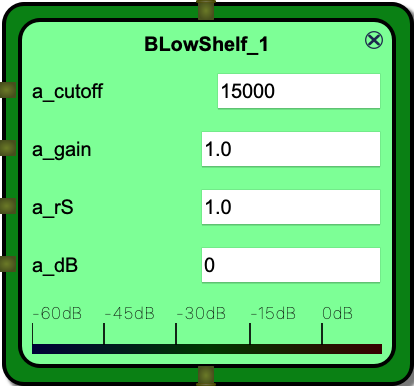 BLowShelf_1
a_cutoff 15000
a_gain 1.0
a_rS 1.0
a_dB 0
-60dB -45dB -30dB -15dB 0dB